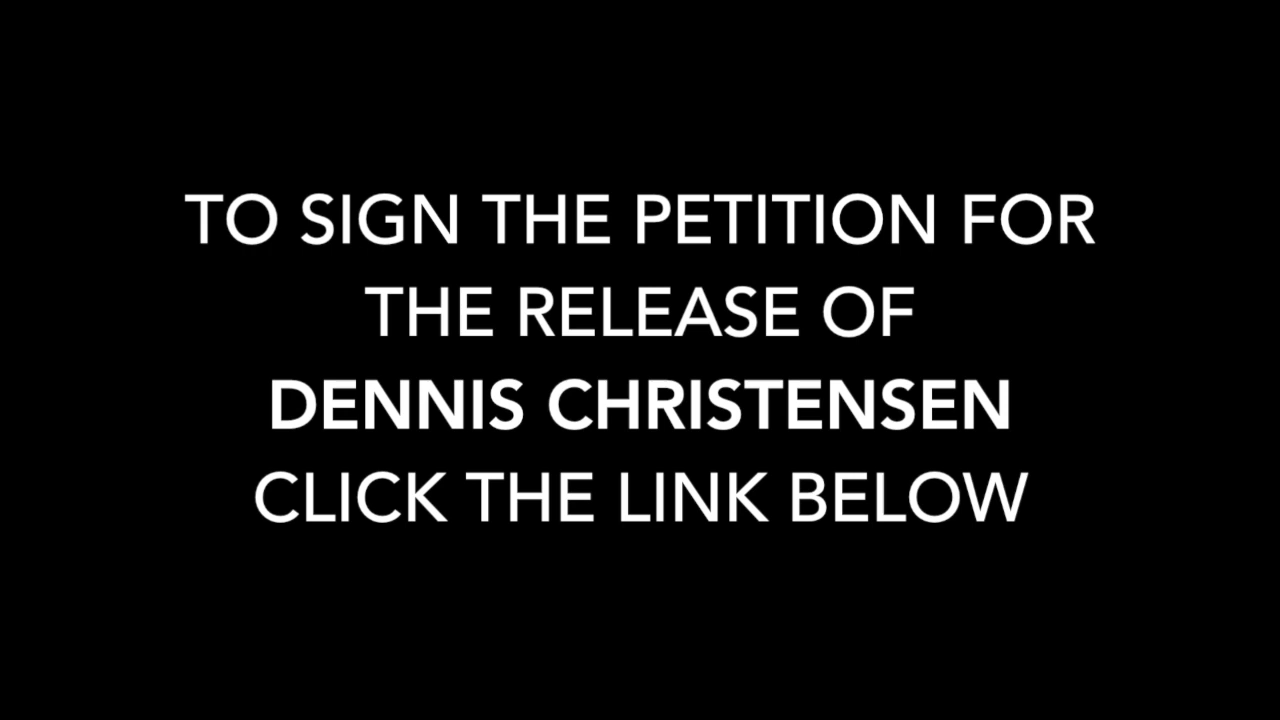 TO SIGN THE PETITION FOR
THE RELEASE OF
DENNIS CHRISTENSEN
CLICK THE LINK BELOW